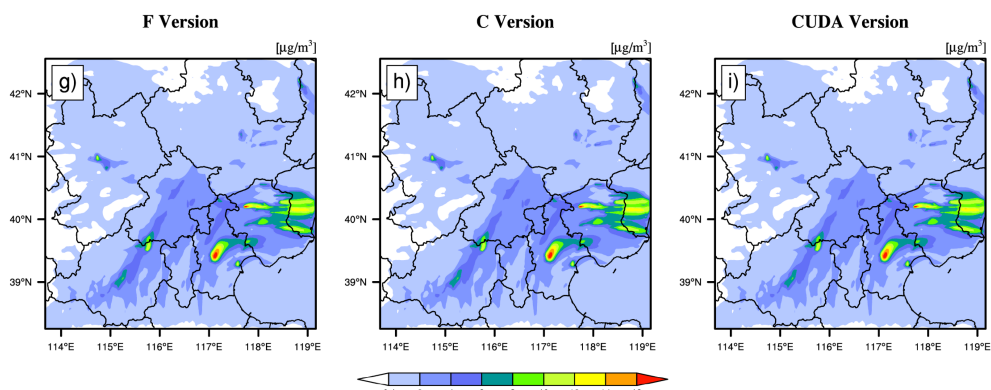 F Version C Version CUDA Version
[µg/m³] [µg/m³] [µg/m³]
g) h) i)
42°N 42°N 42°N
41°N 41°N 41°N
40°N 40°N 40°N
39°N 39°N 39°N
114°E 115°E 116°E 117°E 118°E 119°E 114°E 115°E 116°E 117°E 118°E 119°E 114°E 115°E 116°E 117°E 118°E 119°E